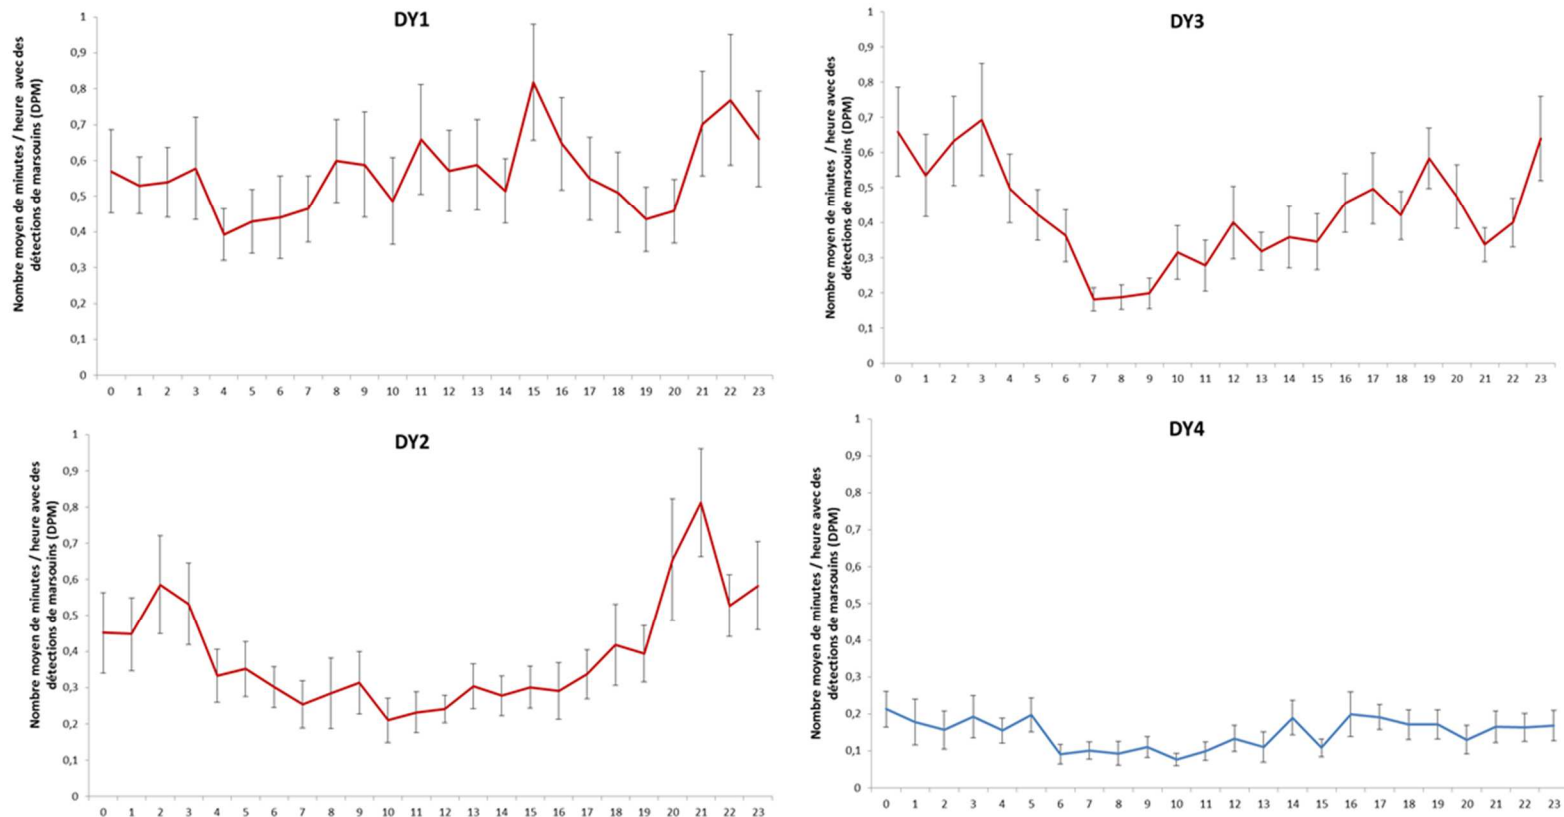 DY1
Nombre moyen de minutes / heure avec des
détections de marsouins (DPM)
1
0,9
0,8
0,7
0,6
0,5
0,4
0,3
0,2
0,1
0
0 1 2 3 4 5 6 7 8 9 10 11 12 13 14 15 16 17 18 19 20 21 22 23
DY3
Nombre moyen de minutes / heure avec des
détections de marsouins (DPM)
1
0,9
0,8
0,7
0,6
0,5
0,4
0,3
0,2
0,1
0
0 1 2 3 4 5 6 7 8 9 10 11 12 13 14 15 16 17 18 19 20 21 22 23
DY2
Nombre moyen de minutes / heure avec des
détections de marsouins (DPM)
1
0,9
0,8
0,7
0,6
0,5
0,4
0,3
0,2
0,1
0
0 1 2 3 4 5 6 7 8 9 10 11 12 13 14 15 16 17 18 19 20 21 22 23
DY4
Nombre moyen de minutes / heure avec des
détections de marsouins (DPM)
1
0,9
0,8
0,7
0,6
0,5
0,4
0,3
0,2
0,1
0
0 1 2 3 4 5 6 7 8 9 10 11 12 13 14 15 16 17 18 19 20 21 22 23